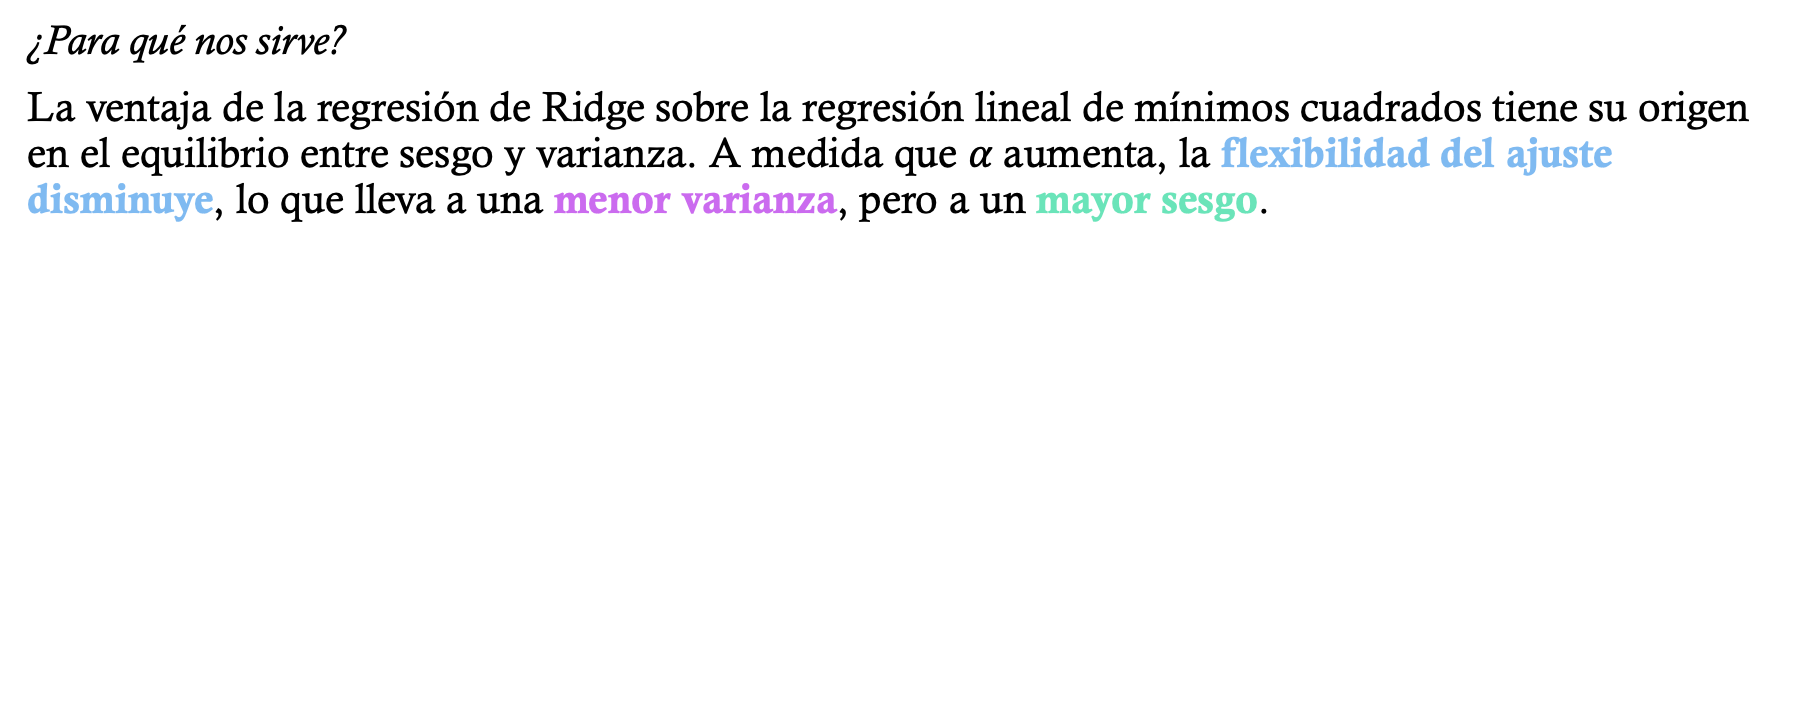 ¿Para qué nos sirve?
La ventaja de la regresión de Ridge sobre la regresión lineal de mínimos cuadrados tiene su origen
en el equilibrio entre sesgo y varianza. A medida que α aumenta, la flexibilidad del ajuste
disminuye, lo que lleva a una menor varianza, pero a un mayor sesgo.